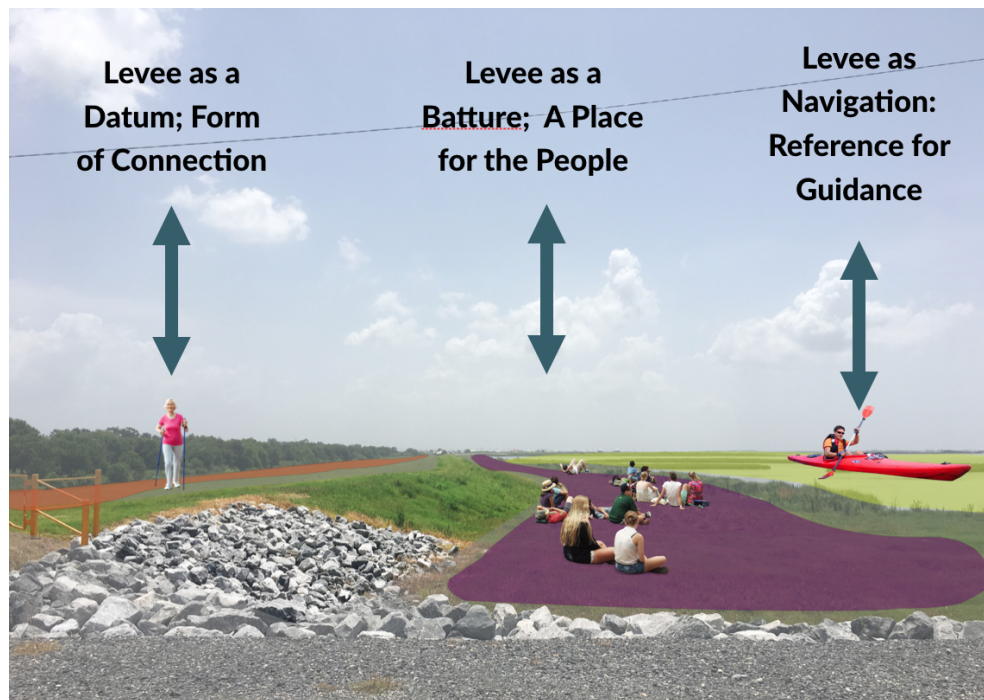 Levee as a
Datum; Form
of Connection
Levee as a
Batture;  A Place
for the People
Levee as
Navigation:
Reference for
Guidance